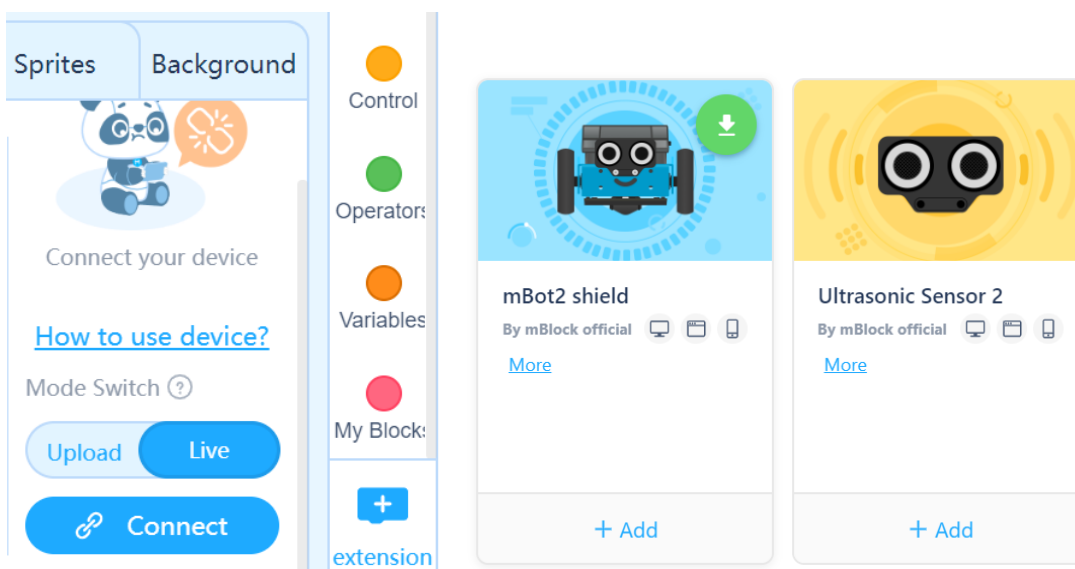 Sprites
Background
Connect your device
How to use device?
Mode Switch ?
Upload
Live
Connect
Control
Operators
Variables
My Blocks
+
extension
mBot2 shield
By mBlock official
More
+ Add
Ultrasonic Sensor 2
By mBlock official
More
+ Add